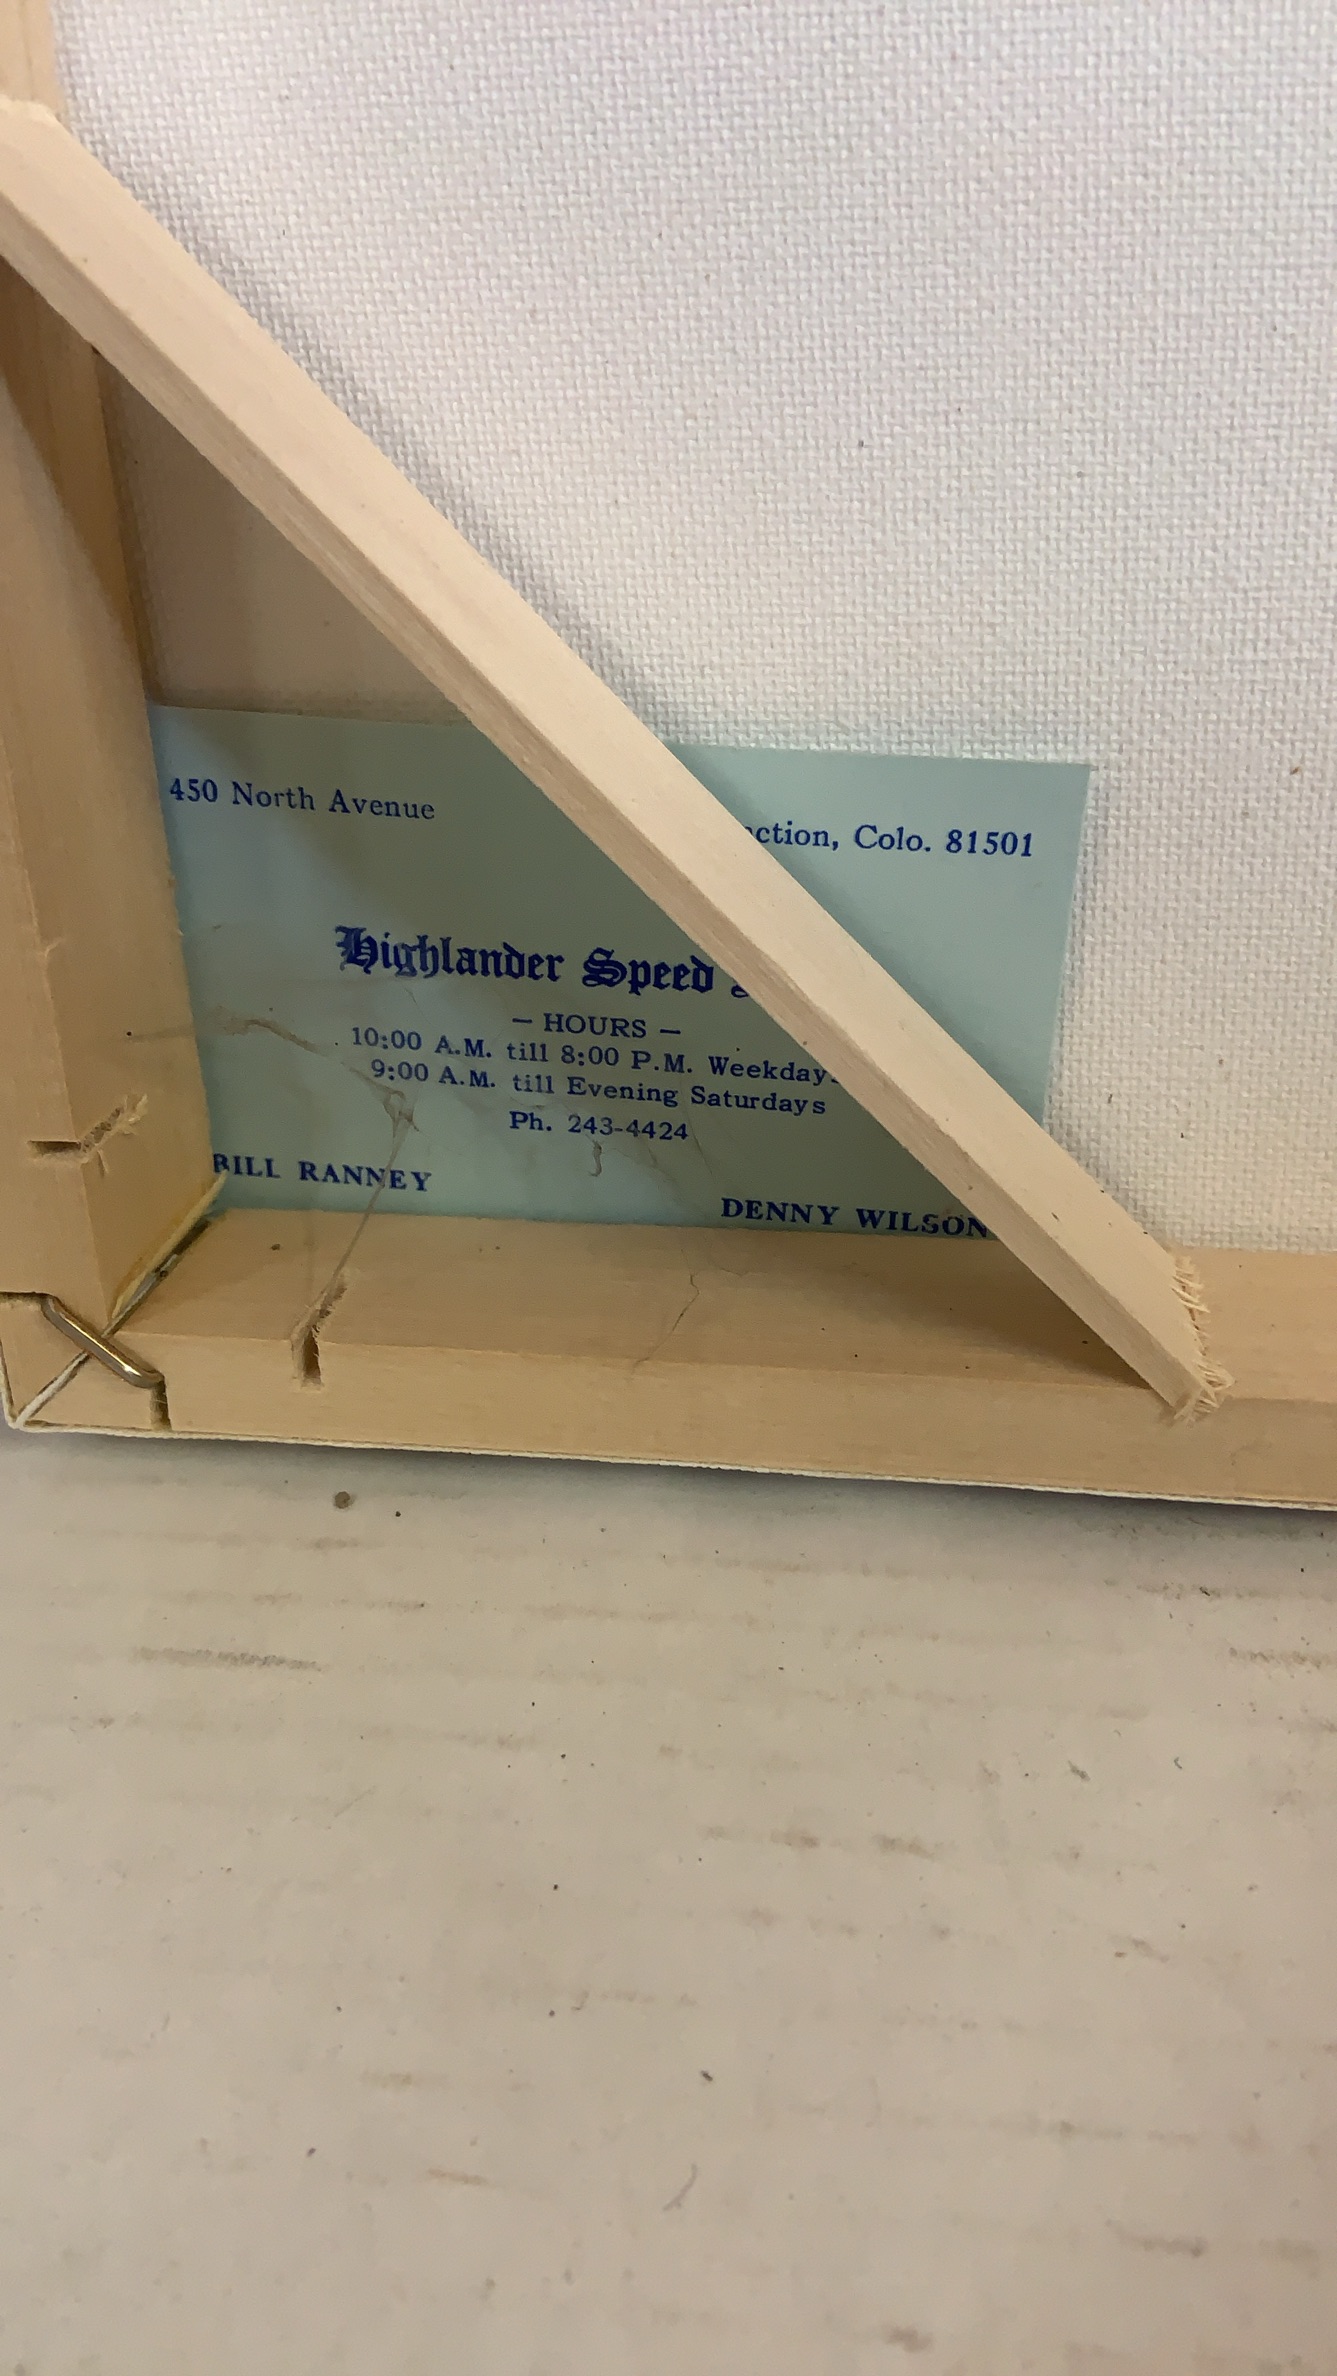 450 North Avenue
ction, Colo. 81501
Highlander Speed
— HOURS —
10:00 A.M. till 8:00 P.M. Weekday
9:00 A.M. till Evening Saturdays
Ph. 243-4424
BILL RANNEY
DENNY WILSON